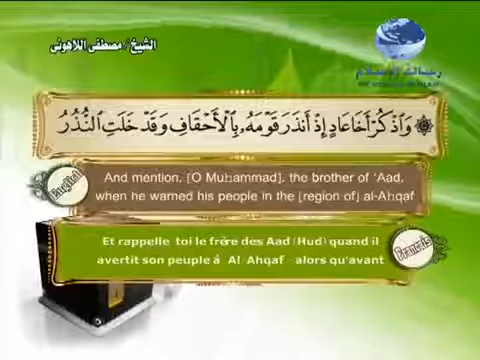 الشيخ / مصطفى اللاهونى
رسالة الإسلام
۞ وَاذْكُرْ أَخَا عَادٍ إِذْ أَنذَرَ قَوْمَهُ بِالْأَحْقَافِ وَقَدْ خَلَتِ النُّذُرُ
English
And mention, [O Muhammad], the brother of 'Aad,
when he warned his people in the [region of] al-Ahqaf
Et rappelle toi le frère des Aad (Hud) quand il
avertit son peuple á Al-Ahqaf - alors qu'avant
Français